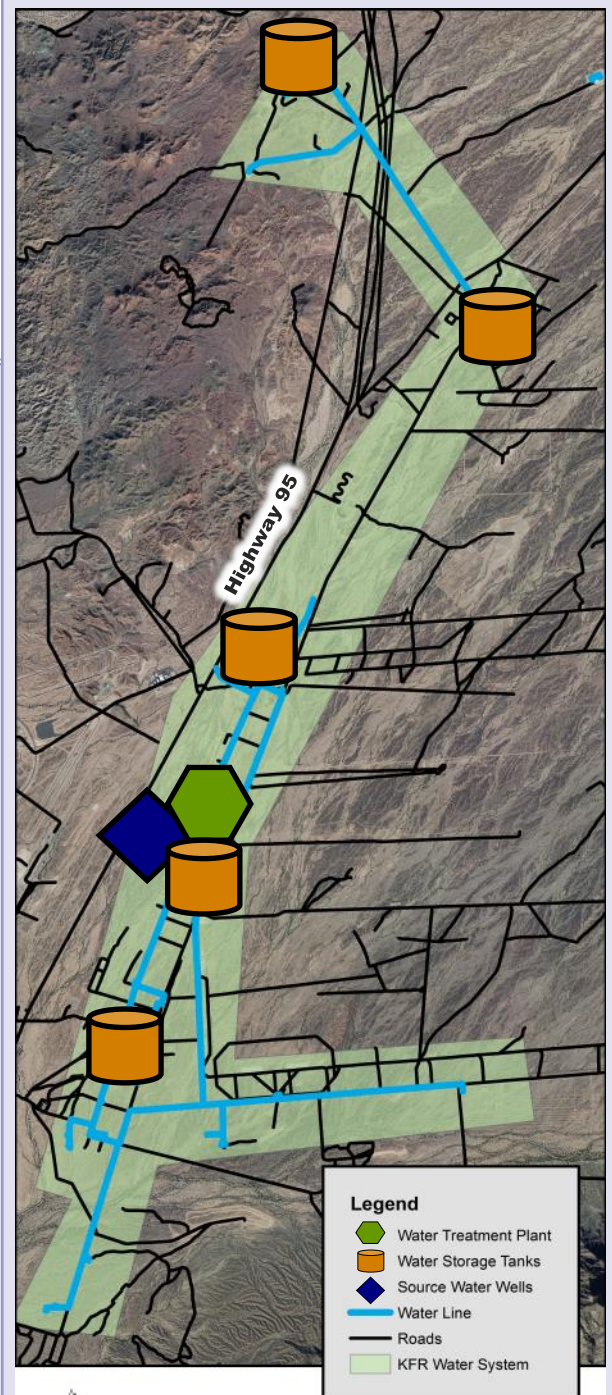 Highway 95
Legend
Water Treatment Plant
Water Storage Tanks
Source Water Wells
Water Line
Roads
KFR Water System